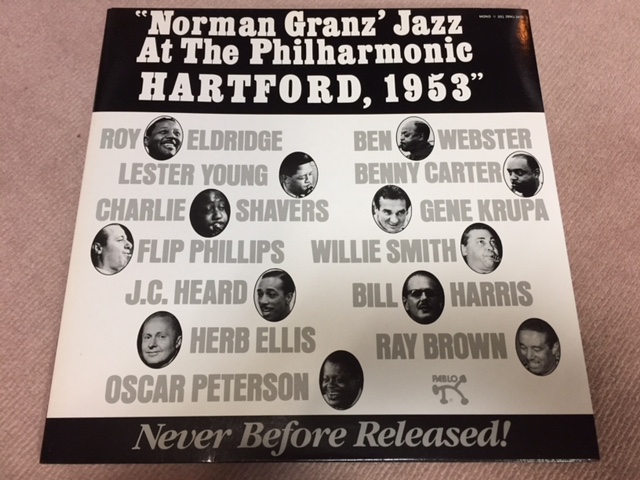 "Norman Granz' Jazz
At The Philharmonic
HARTFORD, 1953"
ROY ELDRIDGE
BEN WEBSTER
LESTER YOUNG
BENNY CARTER
CHARLIE SHAVERS
GENE KRUPA
FLIP PHILLIPS
WILLIE SMITH
J.C. HEARD
BILL HARRIS
HERB ELLIS
RAY BROWN
OSCAR PETERSON
PABLO
Never Before Released!